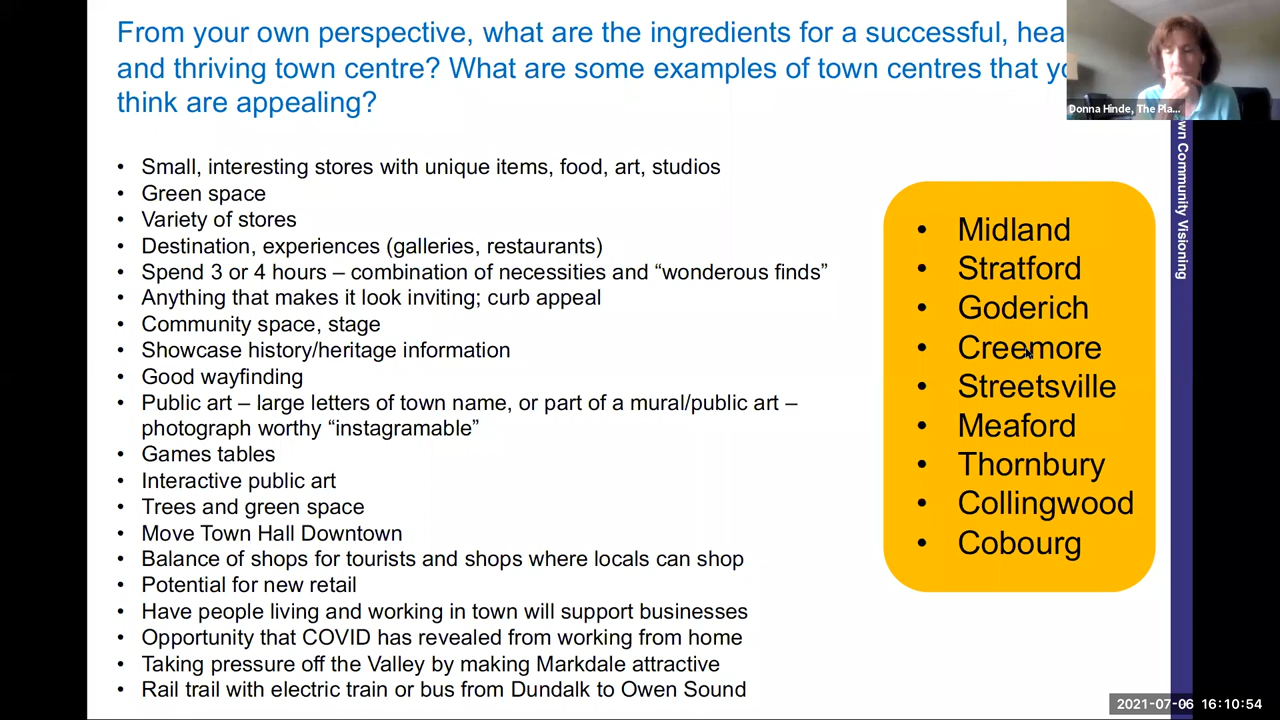 From your own perspective, what are the ingredients for a successful, hea
and thriving town centre? What are some examples of town centres that yo
think are appealing?
• Small, interesting stores with unique items, food, art, studios
• Green space
• Variety of stores
• Destination, experiences (galleries, restaurants)
• Spend 3 or 4 hours – combination of necessities and “wonderous finds”
• Anything that makes it look inviting; curb appeal
• Community space, stage
• Showcase history/heritage information
• Good wayfinding
• Public art – large letters of town name, or part of a mural/public art –
photograph worthy “instagramable”
• Games tables
• Interactive public art
• Trees and green space
• Move Town Hall Downtown
• Balance of shops for tourists and shops where locals can shop
• Potential for new retail
• Have people living and working in town will support businesses
• Opportunity that COVID has revealed from working from home
• Taking pressure off the Valley by making Markdale attractive
• Rail trail with electric train or bus from Dundalk to Owen Sound
• Midland
• Stratford
• Goderich
• Creemore
• Streetsville
• Meaford
• Thornbury
• Collingwood
• Cobourg
Donna Hinde, The Pla...
wn Community Visioning
2021-07-06 16:10:54